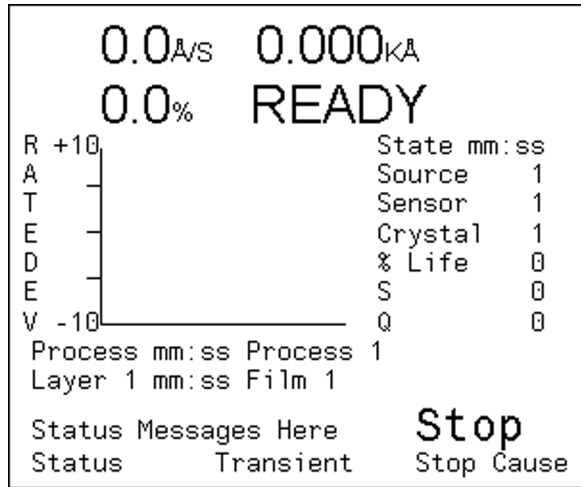 0.0Å/S 0.000KÅ
0.0% READY
RATE DEV +10 -10
State mm:ss
Source 1
Sensor 1
Crystal 1
% Life 0
S 0
Q 0
Process mm:ss Process 1
Layer 1 mm:ss Film 1
Status Messages Here Stop
Status Transient Stop Cause